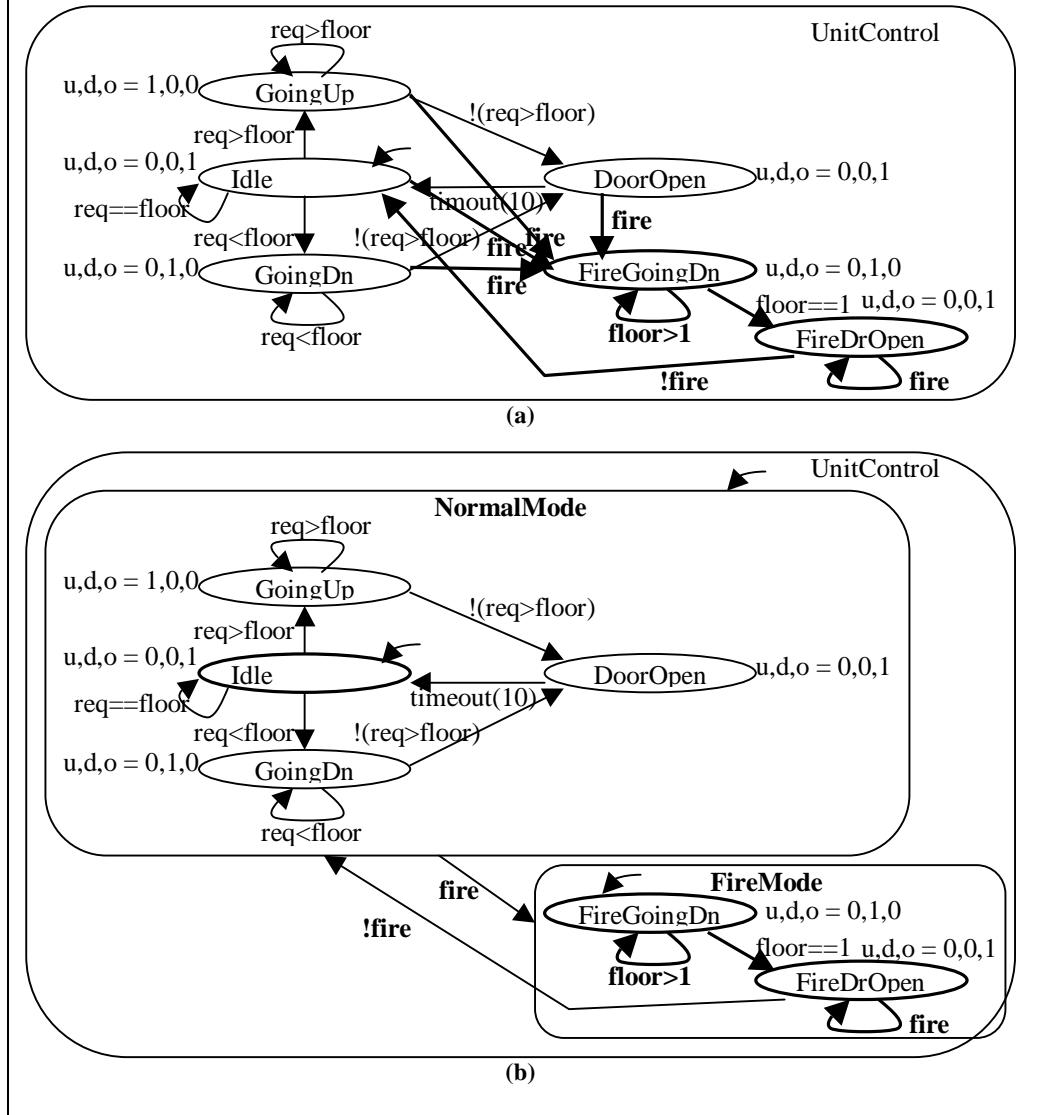 UnitControl
req>floor
u,d,o = 1,0,0
GoingUp
!(req>floor)
req>floor
u,d,o = 0,0,1
Idle
DoorOpen
u,d,o = 0,0,1
timout(10)
req==floor
fire
req<floor
!(req>floor)
fire
fire
u,d,o = 0,1,0
GoingDn
fire
FireGoingDn
u,d,o = 0,1,0
floor==1
u,d,o = 0,0,1
req<floor
floor>1
FireDrOpen
!fire
fire
(a)
UnitControl
NormalMode
req>floor
u,d,o = 1,0,0
GoingUp
!(req>floor)
req>floor
u,d,o = 0,0,1
Idle
DoorOpen
u,d,o = 0,0,1
timeout(10)
req==floor
req<floor
!(req>floor)
u,d,o = 0,1,0
GoingDn
req<floor
fire
FireMode
!fire
FireGoingDn
u,d,o = 0,1,0
floor==1
u,d,o = 0,0,1
floor>1
FireDrOpen
fire
(b)